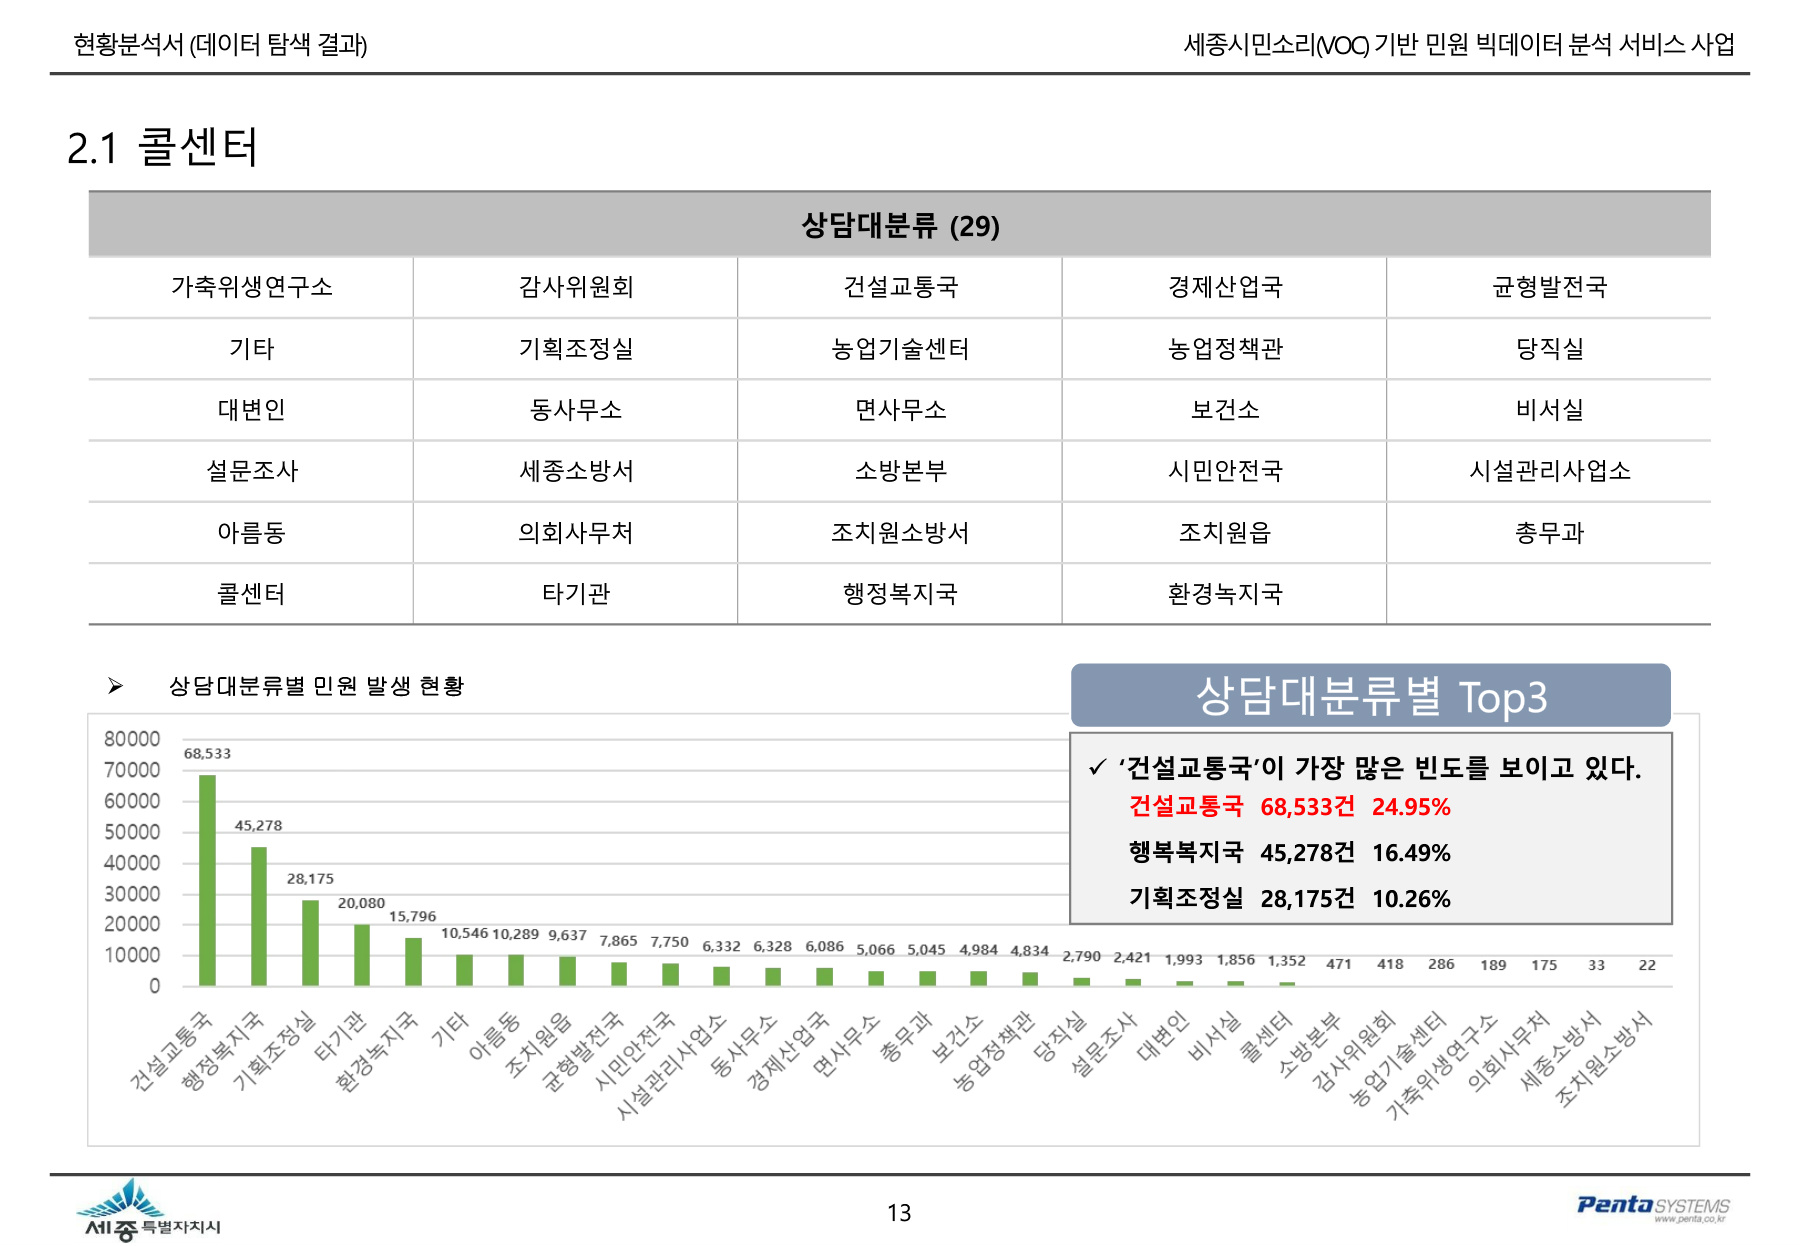 현황분석서 (데이터 탐색 결과)
세종시민소리(VOC) 기반 민원 빅데이터 분석 서비스 사업
2.1 콜센터
상담대분류 (29)
가축위생연구소 감사위원회 건설교통국 경제산업국 균형발전국
기타 기획조정실 농업기술센터 농업정책관 당직실
대변인 동사무소 면사무소 보건소 비서실
설문조사 세종소방서 소방본부 시민안전국 시설관리사업소
아름동 의회사무처 조치원소방서 조치원읍 총무과
콜센터 타기관 행정복지국 환경녹지국
➢ 상담대분류별 민원 발생 현황
상담대분류별 Top3
✓ ‘건설교통국’이 가장 많은 빈도를 보이고 있다.
건설교통국 68,533건 24.95%
행복복지국 45,278건 16.49%
기획조정실 28,175건 10.26%
80000
70000
60000
50000
40000
30000
20000
10000
0
68,533 45,278 28,175 20,080 15,796 10,546 10,289 9,637 7,865 7,750 6,332 6,328 6,086 5,066 5,045 4,984 4,834 2,790 2,421 1,993 1,856 1,352 471 418 286 189 175 33 22
건설교통국 행정복지국 기획조정실 타기관 환경녹지국 기타 아름동 조치원읍 균형발전국 시민안전국 시설관리사업소 동사무소 경제산업국 면사무소 총무과 보건소 농업정책관 당직실 설문조사 대변인 비서실 콜센터 소방본부 감사위원회 농업기술센터 가축위생연구소 의회사무처 세종소방서 조치원소방서
세종특별자치시
13
Penta SYSTEMS
www.penta.co.kr